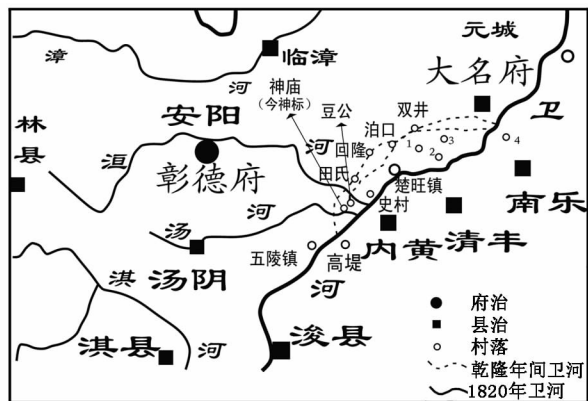 元城
漳
临漳
大名府
河
神庙
（今神标）
豆公
双井
卫
安阳
泊口
林县
洹
河
回隆
1
3
2
4
彰德府
田氏
楚旺镇
南乐
史村
河
汤
五陵镇
高堤
内黄
清丰
淇
汤阴
河
淇县
河
浚县
府治
县治
村落
乾隆年间卫河
1820年卫河